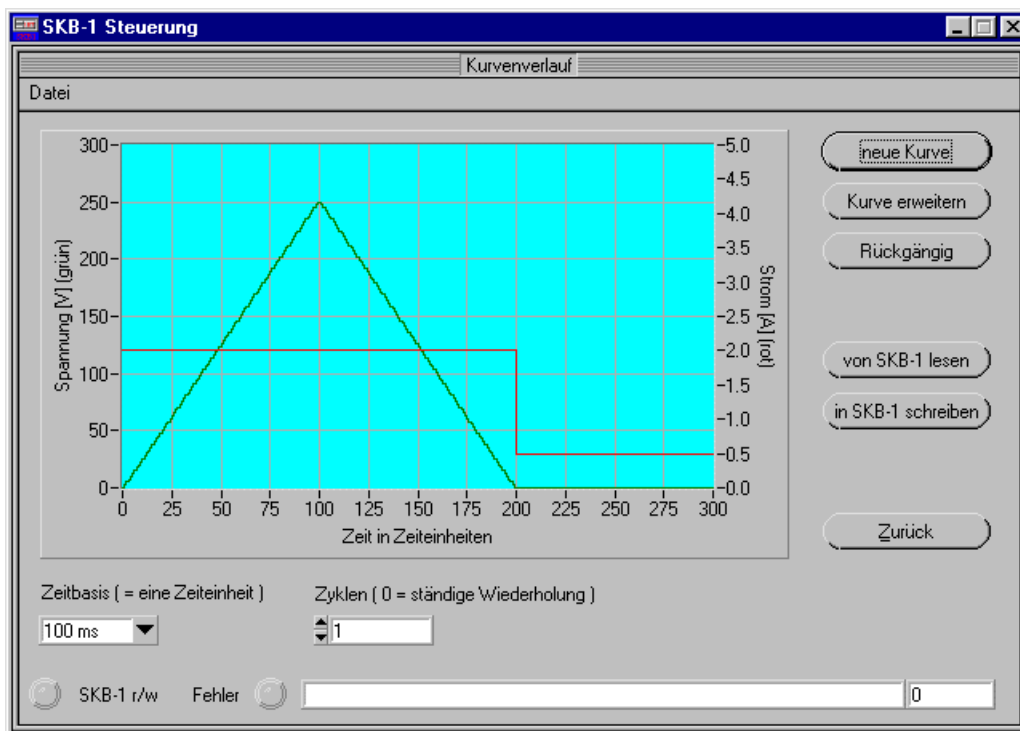 SKB-1 Steuerung
Kurvenverlauf
Datei
Spannung [V] (grün)
300
250
200
150
100
50
0
0 25 50 75 100 125 150 175 200 225 250 275 300
Zeit in Zeiteinheiten
5.0
4.5
4.0
3.5
3.0
2.5
2.0
1.5
1.0
0.5
0.0
Strom [A] (rot)
neue Kurve
Kurve erweitern
Rückgängig
von SKB-1 lesen
in SKB-1 schreiben
Zurück
Zeitbasis ( = eine Zeiteinheit )
100 ms
Zyklen ( 0 = ständige Wiederholung )
1
SKB-1 r/w Fehler 0